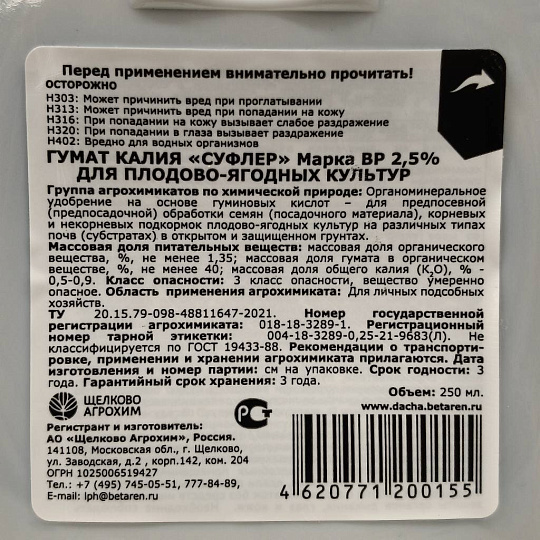 Перед применением внимательно прочитать!
ОСТОРОЖНО
H303: Может причинить вред при проглатывании
H313: Может причинить вред при попадании на кожу
H316: При попадании на кожу вызывает слабое раздражение
H320: При попадании в глаза вызывает раздражение
H402: Вредно для водных организмов
ГУМАТ КАЛИЯ «СУФЛЕР» Марка ВР 2,5%
ДЛЯ ПЛОДОВО-ЯГОДНЫХ КУЛЬТУР
Группа агрохимикатов по химической природе: Органоминеральное
удобрение на основе гуминовых кислот – для предпосевной
(предпосадочной) обработки семян (посадочного материала), корневых
и некорневых подкормок плодово-ягодных культур на различных типах
почв (субстратах) в открытом и защищенном грунтах.
Массовая доля питательных веществ: массовая доля органического
вещества, %, не менее 1,35; массовая доля гумата в органическом
веществе, %, не менее 40; массовая доля общего калия (K₂O), % -
0,5-0,9. Класс опасности: 3 класс опасности, вещество умеренно
опасное. Область применения агрохимиката: Для личных подсобных
хозяйств.
ТУ 20.15.79-098-48811647-2021. Номер государственной
регистрации агрохимиката: 018-18-3289-1. Регистрационный
номер тарной этикетки: 004-18-3289-0,25-21-9683(Л). Не
классифицируется по ГОСТ 19433-88. Рекомендации о транспорти-
ровке, применении и хранении агрохимиката прилагаются. Дата
изготовления и номер партии: см на упаковке. Срок годности: 3
года. Гарантийный срок хранения: 3 года.
Объем: 250 мл.
www.dacha.betaren.ru
ЩЕЛКОВО
АГРОХИМ
РСТ
Регистрант и изготовитель:
АО «Щелково Агрохим», Россия.
141108, Московская обл., г. Щелково,
ул. Заводская, д.2 , корп.142, ком. 204
ОГРН 1025006519427
Тел.: +7 (495) 745-05-51, 777-84-89,
E-mail: lph@betaren.ru
4 620771 200155